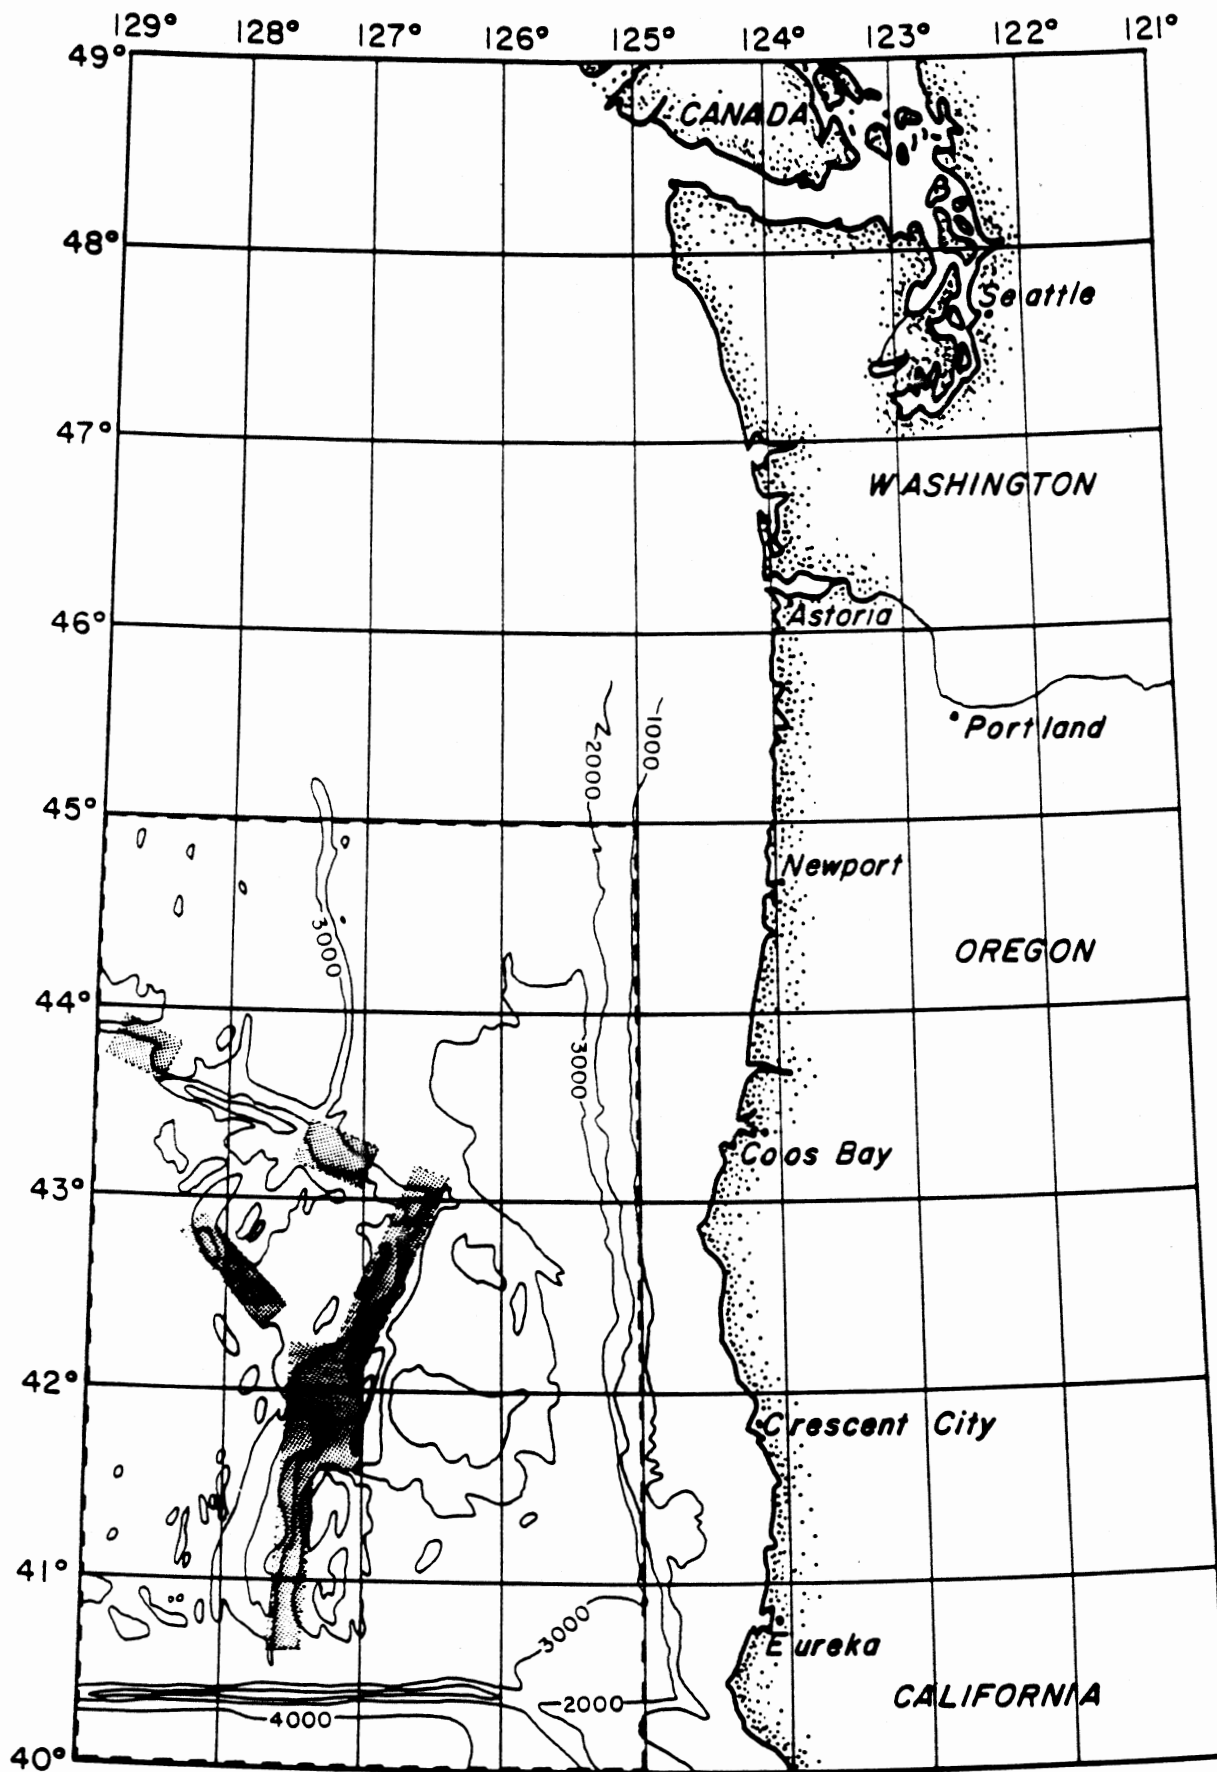 129° 128° 127° 126° 125° 124° 123° 122° 121°
49°
CANADA
48°
Seattle
47°
WASHINGTON
46°
Astoria
Portland
1000
2000
45°
Newport
3000
OREGON
44°
3000
Coos Bay
43°
42°
Crescent City
41°
3000
Eureka
2000
CALIFORNIA
4000
40°